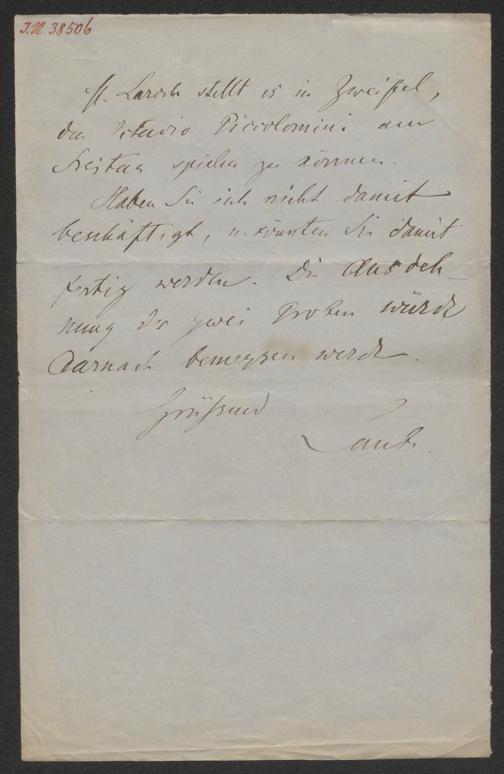 I.N. 38506
H. Laroche stellt es in Zweifel,
den Octavio Piccolomini am
Freitag spielen zu können.
Haben Sie sich nicht damit
beschäftigt, u. könnten Sie damit
fertig werden. Die Ausdeh-
nung der zwei Proben würde
darnach bemessen werden.
Grüßend
Laube.